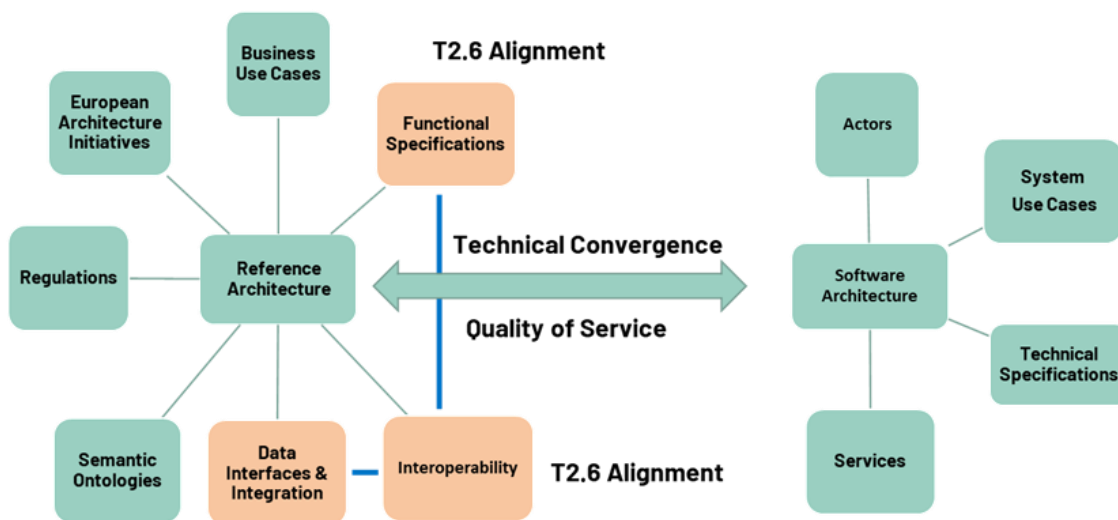 T2.6 Alignment
Business
Use Cases
European
Architecture
Initiatives
Functional
Specifications
Actors
System
Use Cases
Technical Convergence
Regulations
Reference
Architecture
Software
Architecture
Quality of Service
Technical
Specifications
Semantic
Ontologies
Data
Interfaces &
Integration
Interoperability
T2.6 Alignment
Services